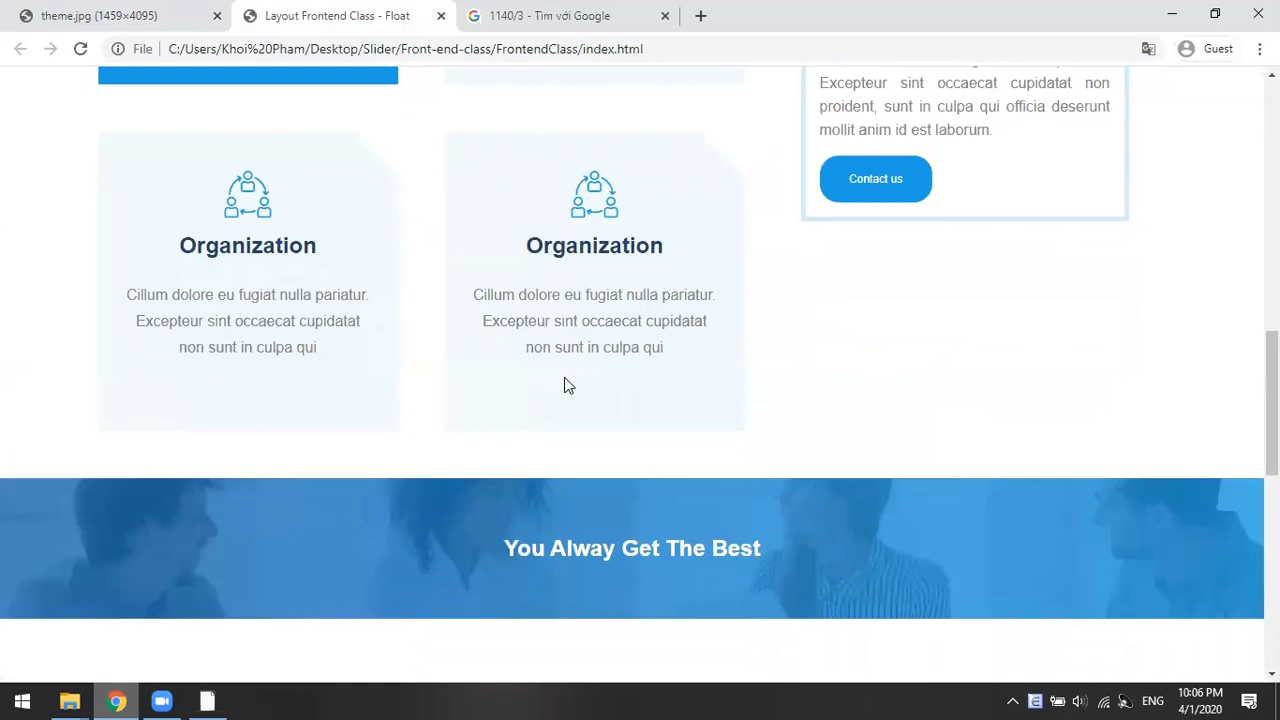 theme.jpg (1459×4095)
Layout Frontend Class - Float
1140/3 - Tìm với Google
File
C:/Users/Khoi%20Pham/Desktop/Slider/Front-end-class/FrontendClass/index.html
Guest
Excepteur sint occaecat cupidatat non
proident, sunt in culpa qui officia deserunt
mollit anim id est laborum.
Contact us
Organization
Cillum dolore eu fugiat nulla pariatur.
Excepteur sint occaecat cupidatat
non sunt in culpa qui
Organization
Cillum dolore eu fugiat nulla pariatur.
Excepteur sint occaecat cupidatat
non sunt in culpa qui
You Alway Get The Best
ENG
10:06 PM
4/1/2020